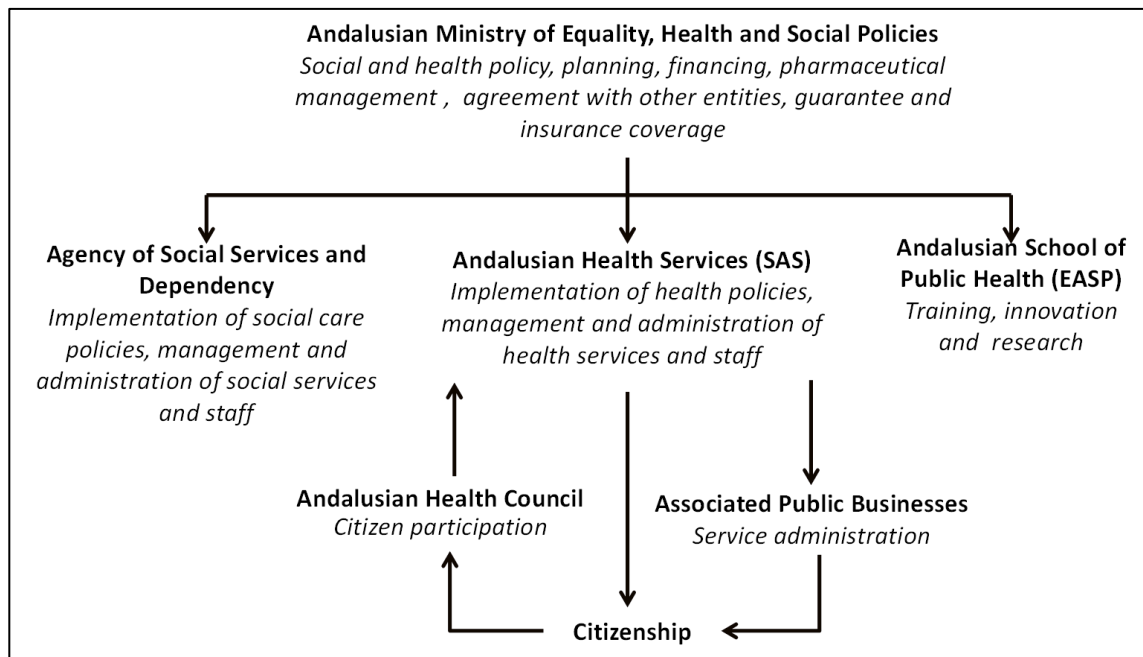 Andalusian Ministry of Equality, Health and Social Policies
Social and health policy, planning, financing, pharmaceutical
management , agreement with other entities, guarantee and
insurance coverage
Agency of Social Services and
Dependency
Implementation of social care
policies, management and
administration of social services
and staff
Andalusian Health Services (SAS)
Implementation of health policies,
management and administration of
health services and staff
Andalusian School of
Public Health (EASP)
Training, innovation
and research
Andalusian Health Council
Citizen participation
Associated Public Businesses
Service administration
Citizenship